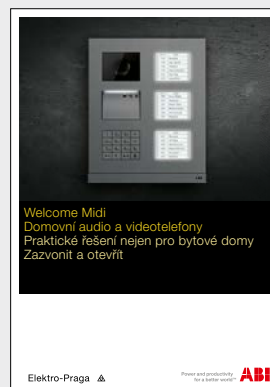 Welcome Midi
Domovní audio a videotelefony
Praktické řešení nejen pro bytové domy
Zazvonit a otevřít
Elektro-Praga
Power and productivity
for a better world™
ABB